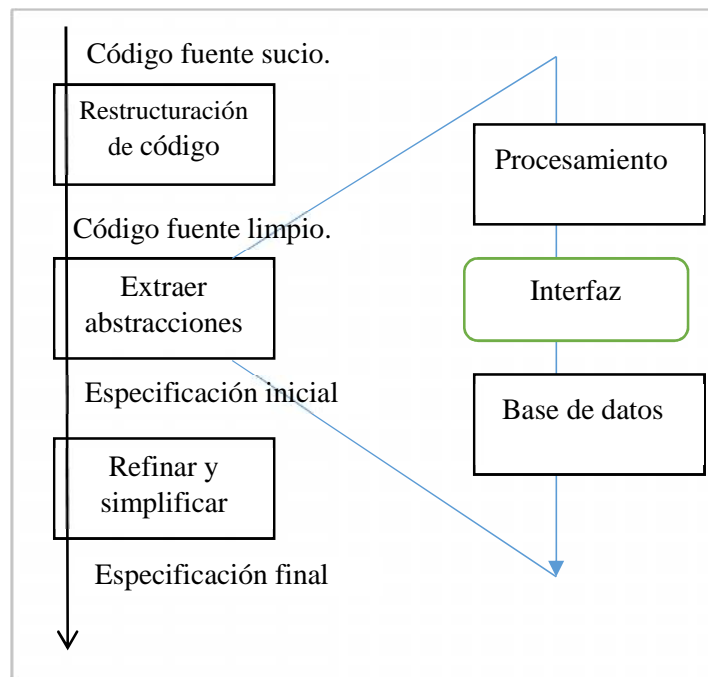 Código fuente sucio.
Restructuración
de código
Código fuente limpio.
Extraer
abstracciones
Especificación inicial
Refinar y
simplificar
Especificación final
Procesamiento
Interfaz
Base de datos